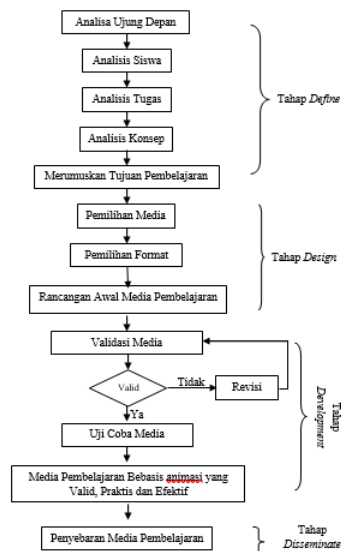 Analisa Ujung Depan
Analisis Siswa
Analisis Tugas
Tahap Define
Analisis Konsep
Merumuskan Tujuan Pembelajaran
Pemilihan Media
Pemilihan Format
Tahap Design
Rancangan Awal Media Pembelajaran
Validasi Media
Valid
Tidak
Revisi
Ya
Uji Coba Media
Tahap
Development
Media Pembelajaran Bebasis animasi yang
Valid, Praktis dan Efektif
Penyebaran Media Pembelajaran
Tahap
Disseminate